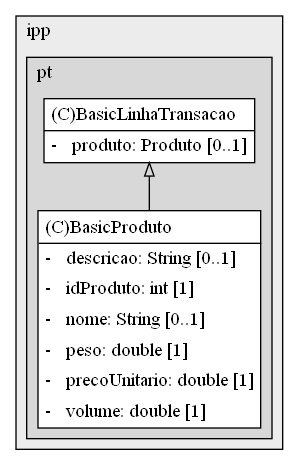 ipp
pt
(C)BasicLinhaTransacao
- produto: Produto [0..1]
(C)BasicProduto
- descricao: String [0..1]
- idProduto: int [1]
- nome: String [0..1]
- peso: double [1]
- precoUnitario: double [1]
- volume: double [1]